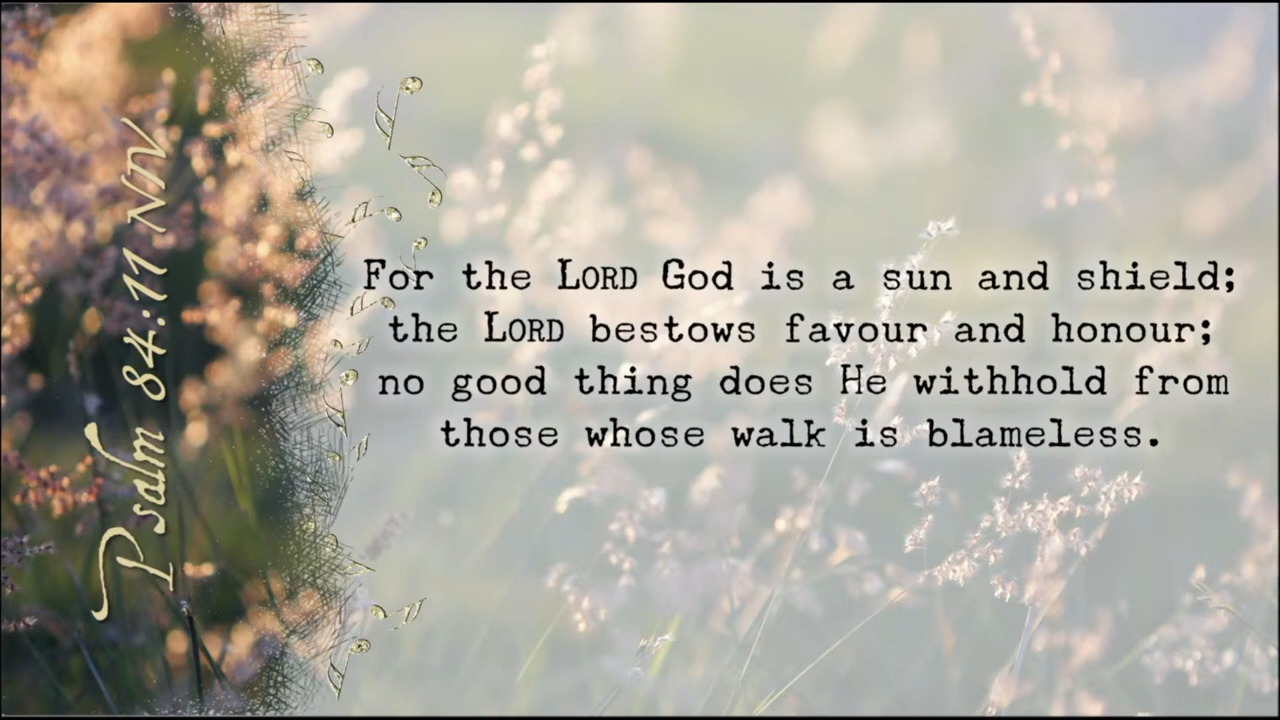 Psalm 84:11 NIV
For the LORD God is a sun and shield;
the LORD bestows favour and honour;
no good thing does He withhold from
those whose walk is blameless.